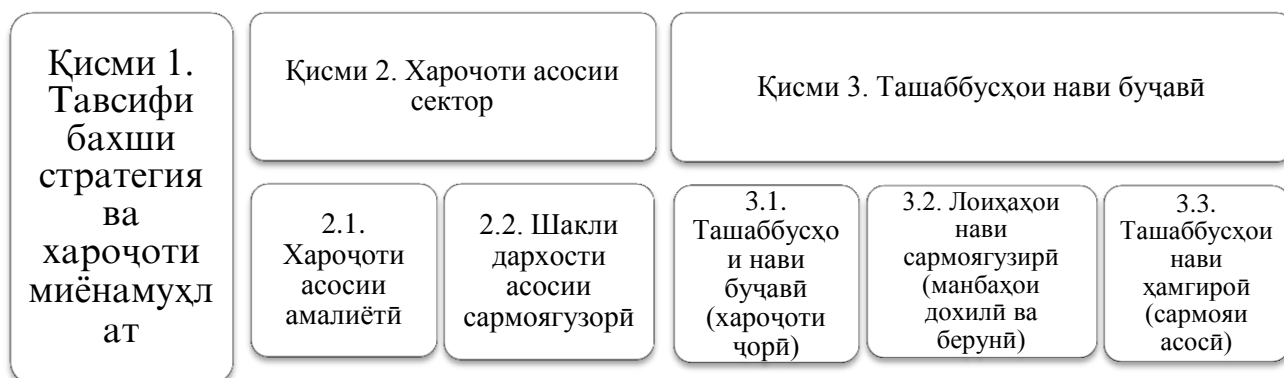 Қисми 1.
Тавсифи
бахши
стратегия
ва
хароҷоти
миёнамуҳл
ат
Қисми 2. Хароҷоти асосии
сектор
Қисми 3. Ташаббусҳои нави буҷавӣ
2.1.
Хароҷоти
асосии
амалиётӣ
2.2. Шакли
дархости
асосии
сармоягузорӣ
3.1.
Ташаббусҳо
и нави
буҷавӣ
(хароҷоти
ҷорӣ)
3.2. Лоиҳаҳои
нави
сармоягузирӣ
(манбаҳои
дохилӣ ва
берунӣ)
3.3.
Ташаббусҳои
нави
ҳамгироӣ
(сармояи
асосӣ)